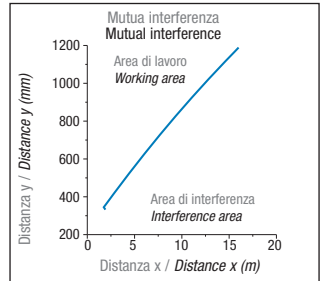 Mutua interferenza
Mutual interference
1200
1000
800
600
400
200
Area di lavoro
Working area
Area di interferenza
Interference area
0
5
10
15
20
Distanza y / Distance y (mm)
Distanza x / Distance x (m)